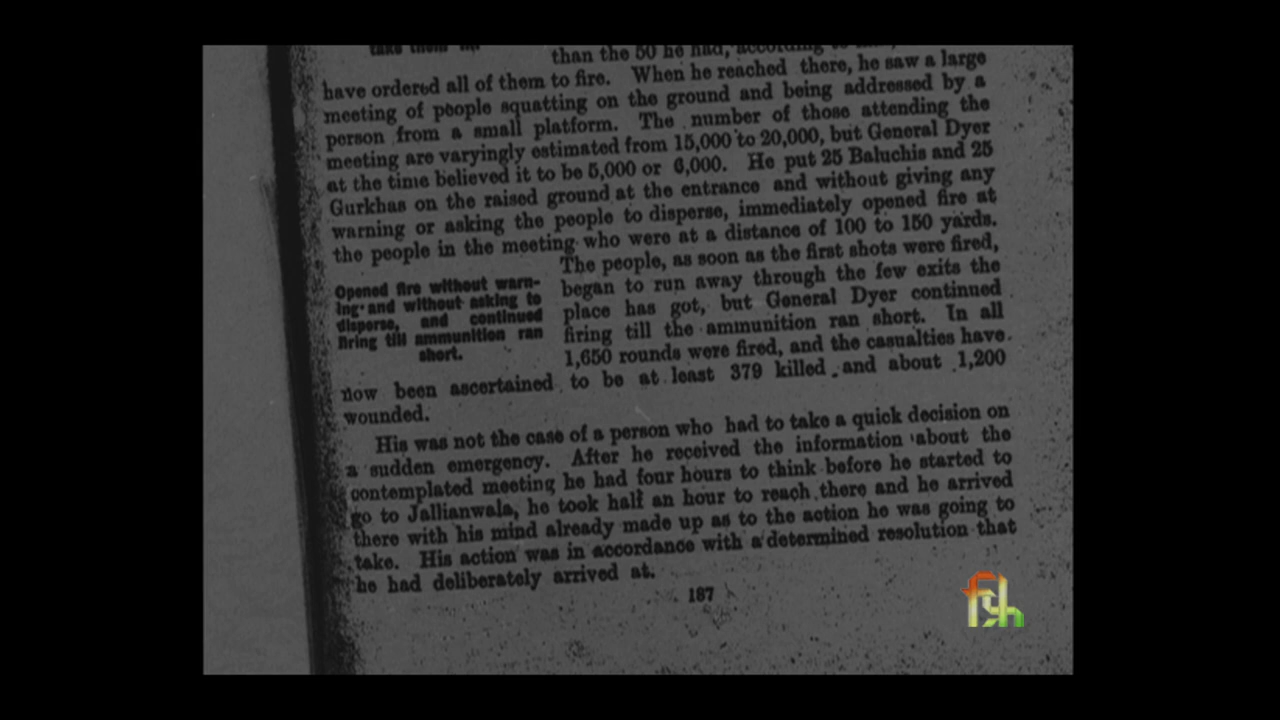 than the 50 he had,
have ordered all of them to fire. When he reached there, he saw a large
meeting of people squatting on the ground and being addressed by a
person from a small platform. The number of those attending the
meeting are varyingly estimated from 15,000 to 20,000, but General Dyer
at the time believed it to be 5,000 or 6,000. He put 25 Baluchis and 25
Gurkhas on the raised ground at the entrance and without giving any
warning or asking the people to disperse, immediately opened fire at
the people in the meeting who were at a distance of 100 to 150 yards.
The people, as soon as the first shots were fired,
began to run away through the few exits the
place has got, but General Dyer continued
firing till the ammunition ran short. In all
1,650 rounds were fired, and the casualties have
Opened fire without warn-
ing and without asking to
disperse, and continued
firing till ammunition ran
short.
now been ascertained to be at least 379 killed and about 1,200
wounded.
His was not the case of a person who had to take a quick decision on
a sudden emergency. After he received the information about the
contemplated meeting he had four hours to think before he started to
go to Jallianwala, he took half an hour to reach there and he arrived
there with his mind already made up as to the action he was going to
take. His action was in accordance with a determined resolution that
he had deliberately arrived at.
187